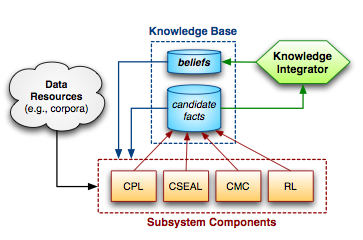 Knowledge Base
beliefs
Knowledge
Integrator
Data
Resources
(e.g., corpora)
candidate
facts
CPL
CSEAL
CMC
RL
Subsystem Components